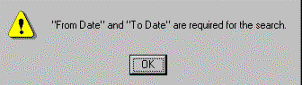 "From Date" and "To Date" are required for the search.
OK